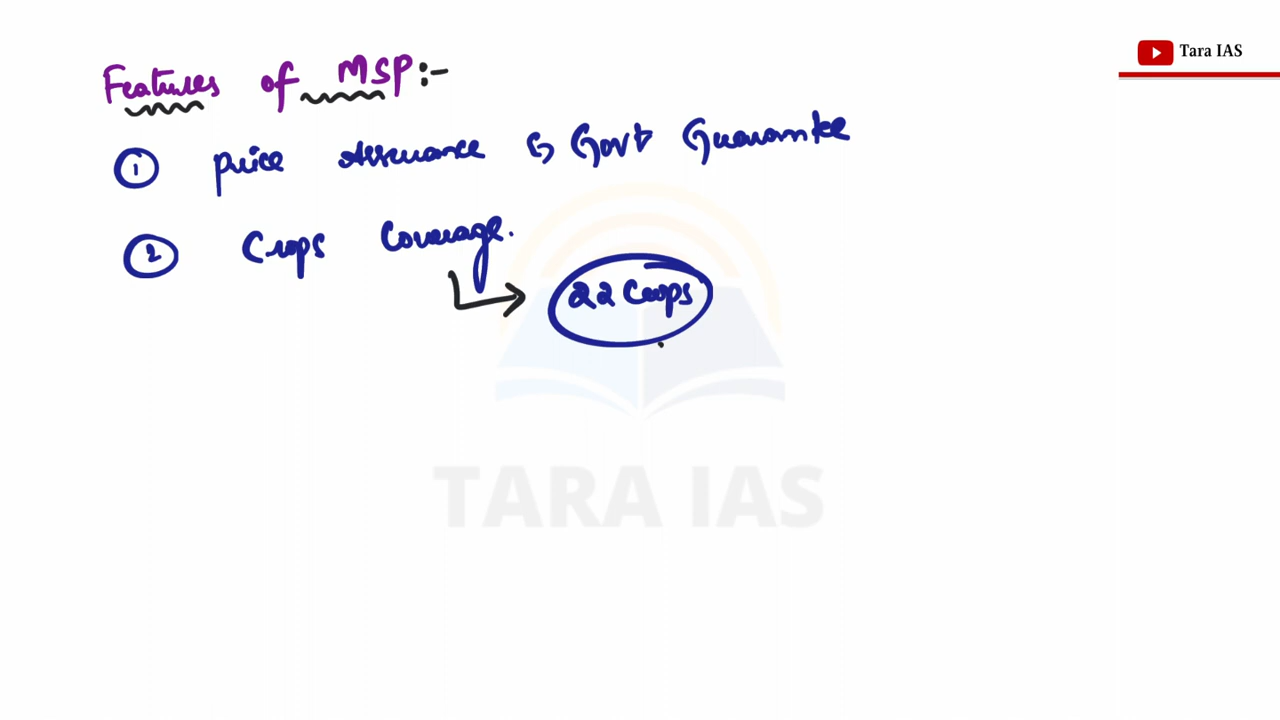 Tara IAS
Features of MSP:-
① Price Assurance ↳ Govt Guarantee
② Crops Coverage.
22 Crops
TARA IAS